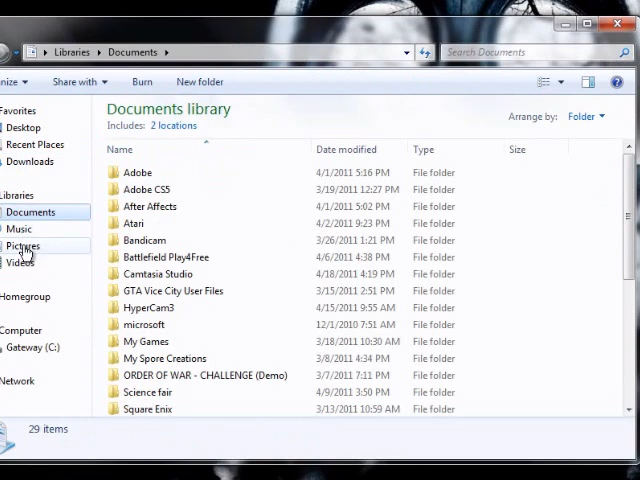 Libraries Documents
Search Documents
nize Share with Burn New folder
Favorites
Desktop
Recent Places
Downloads
Libraries
Documents
Music
Pictures
Videos
Homegroup
Computer
Gateway (C:)
Network
Documents library
Includes: 2 locations
Arrange by: Folder
Name Date modified Type Size
Adobe 4/1/2011 5:16 PM File folder
Adobe CS5 3/19/2011 12:27 PM File folder
After Affects 4/1/2011 5:02 PM File folder
Atari 4/2/2011 9:23 PM File folder
Bandicam 3/26/2011 1:21 PM File folder
Battlefield Play4Free 4/6/2011 4:38 PM File folder
Camtasia Studio 4/18/2011 4:19 PM File folder
GTA Vice City User Files 3/15/2011 2:51 PM File folder
HyperCam3 4/15/2011 9:55 AM File folder
microsoft 12/1/2010 7:51 AM File folder
My Games 3/18/2011 10:30 AM File folder
My Spore Creations 3/8/2011 4:34 PM File folder
ORDER OF WAR - CHALLENGE (Demo) 3/7/2011 7:11 PM File folder
Science fair 4/9/2011 3:50 PM File folder
Square Enix 3/13/2011 10:59 AM File folder
29 items